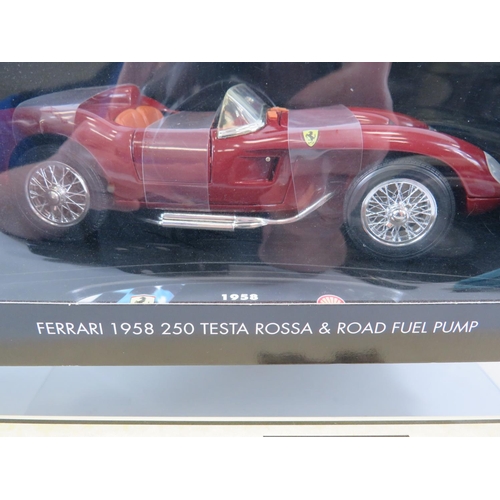 1958
FERRARI 1958 250 TESTA ROSSA & ROAD FUEL PUMP